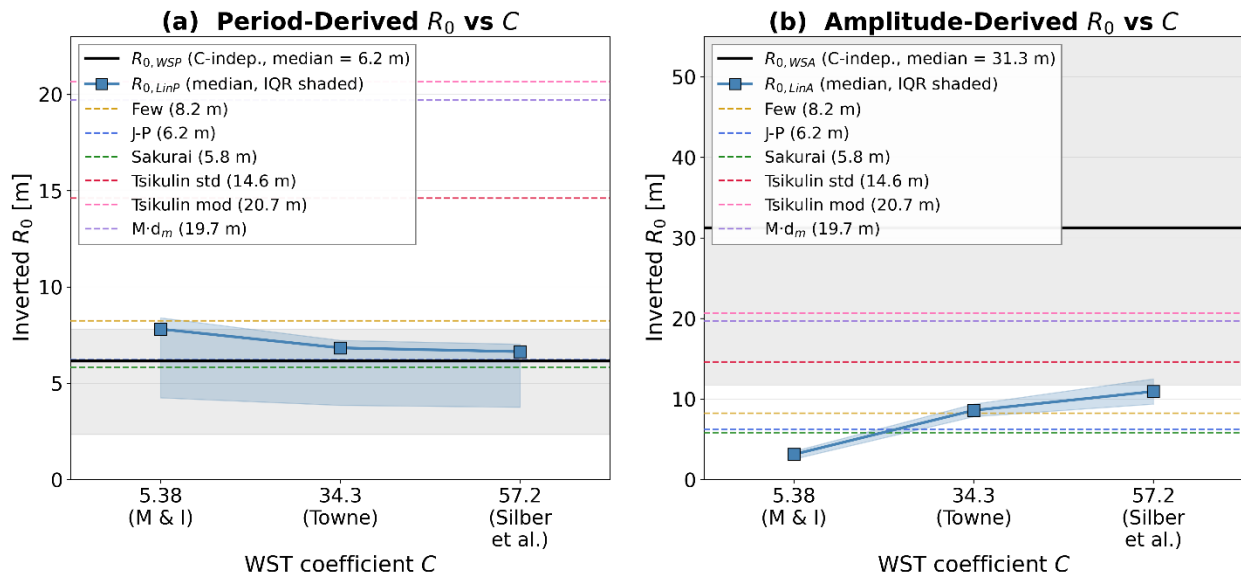 (a) Period-Derived R₀ vs C
Inverted R₀ [m]
20
15
10
5
0
R₀,WSP (C-indep., median = 6.2 m)
R₀,LinP (median, IQR shaded)
Few (8.2 m)
J-P (6.2 m)
Sakurai (5.8 m)
Tsikulin std (14.6 m)
Tsikulin mod (20.7 m)
M·dₘ (19.7 m)
5.38
(M & I)
34.3
(Towne)
57.2
(Silber
et al.)
WST coefficient C
(b) Amplitude-Derived R₀ vs C
Inverted R₀ [m]
50
40
30
20
10
0
R₀,WSA (C-indep., median = 31.3 m)
R₀,LinA (median, IQR shaded)
Few (8.2 m)
J-P (6.2 m)
Sakurai (5.8 m)
Tsikulin std (14.6 m)
Tsikulin mod (20.7 m)
M·dₘ (19.7 m)
5.38
(M & I)
34.3
(Towne)
57.2
(Silber
et al.)
WST coefficient C